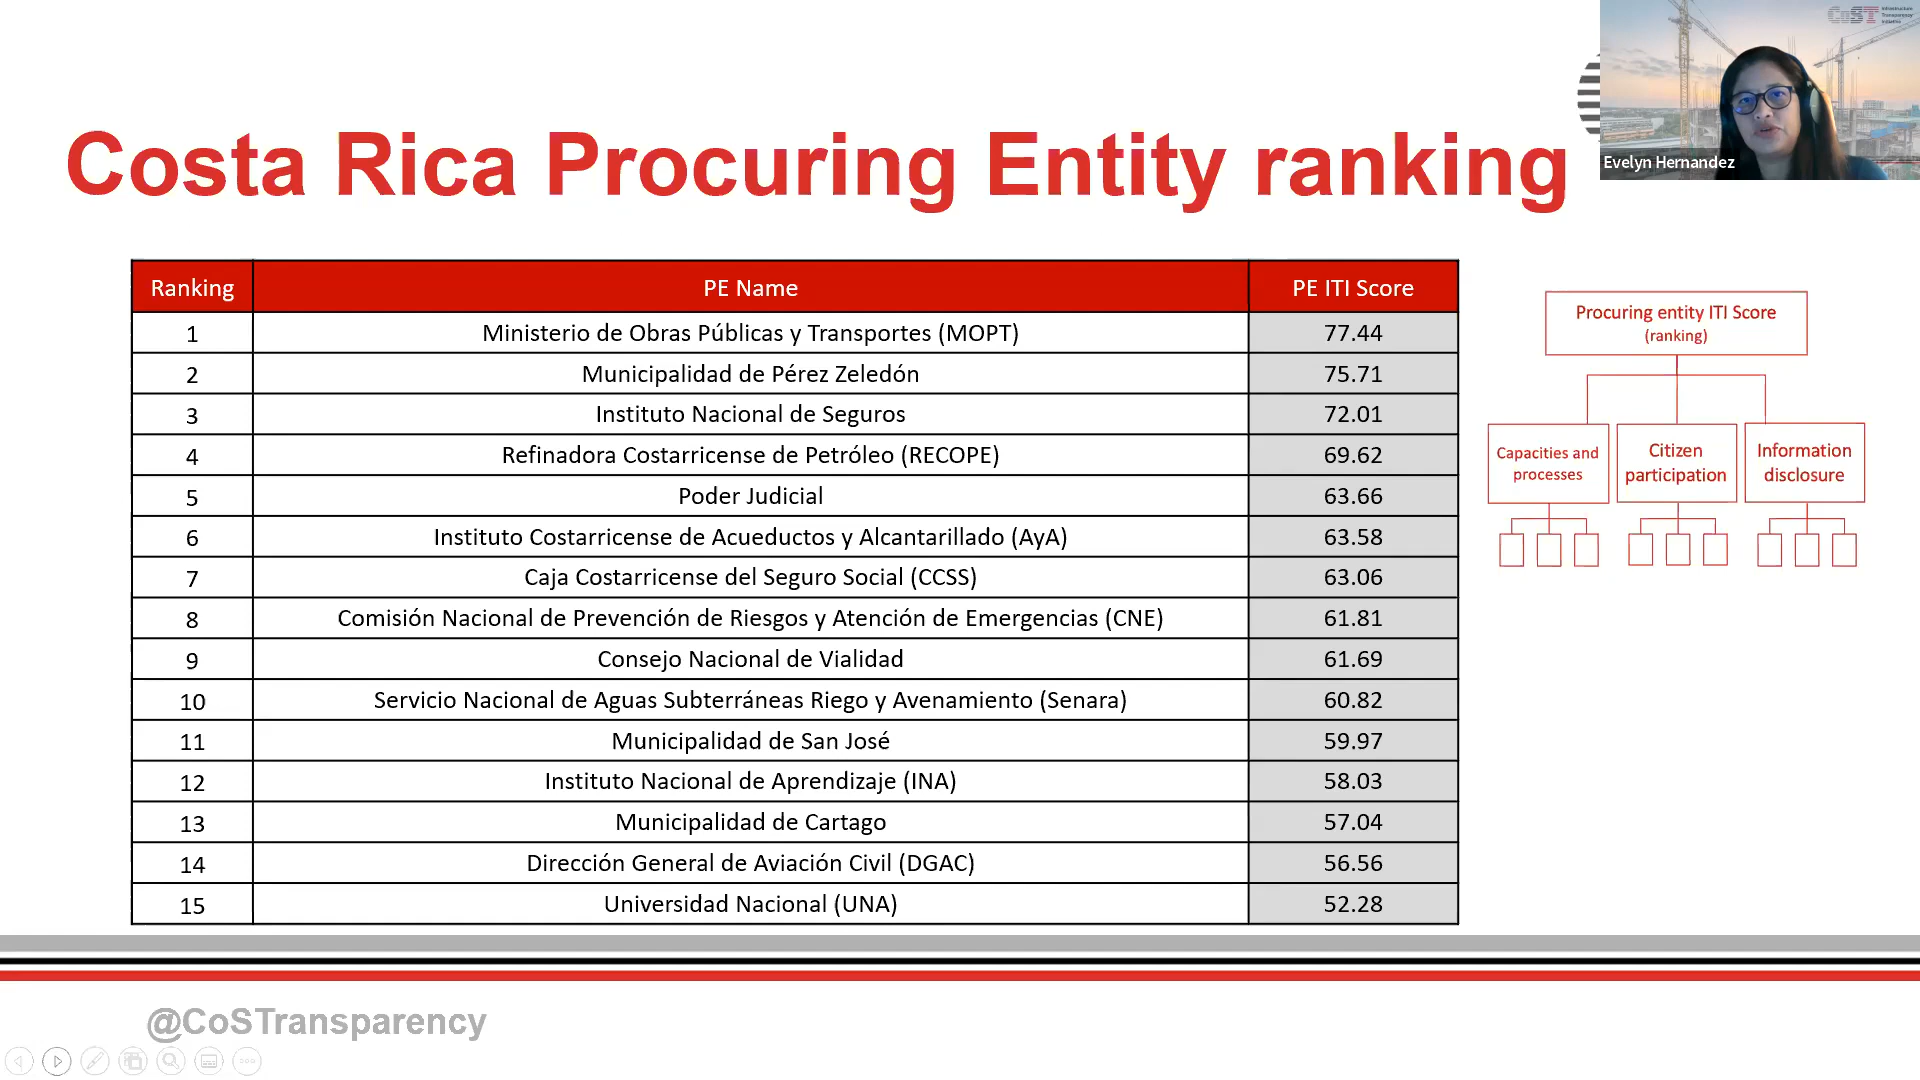 CoST Infrastructure
Transparency
Initiative
Evelyn Hernandez
Costa Rica Procuring Entity ranking
Ranking PE Name PE ITI Score
1 Ministerio de Obras Públicas y Transportes (MOPT) 77.44
2 Municipalidad de Pérez Zeledón 75.71
3 Instituto Nacional de Seguros 72.01
4 Refinadora Costarricense de Petróleo (RECOPE) 69.62
5 Poder Judicial 63.66
6 Instituto Costarricense de Acueductos y Alcantarillado (AyA) 63.58
7 Caja Costarricense del Seguro Social (CCSS) 63.06
8 Comisión Nacional de Prevención de Riesgos y Atención de Emergencias (CNE) 61.81
9 Consejo Nacional de Vialidad 61.69
10 Servicio Nacional de Aguas Subterráneas Riego y Avenamiento (Senara) 60.82
11 Municipalidad de San José 59.97
12 Instituto Nacional de Aprendizaje (INA) 58.03
13 Municipalidad de Cartago 57.04
14 Dirección General de Aviación Civil (DGAC) 56.56
15 Universidad Nacional (UNA) 52.28
Procuring entity ITI Score
(ranking)
Capacities and
processes
Citizen
participation
Information
disclosure
@CoSTransparency